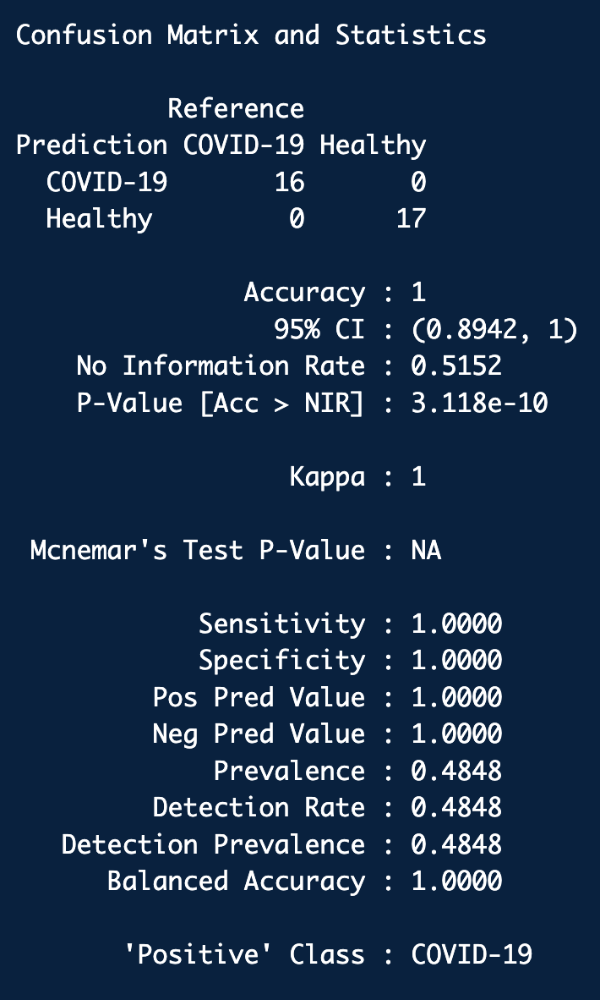 Confusion Matrix and Statistics
Reference
Prediction COVID-19 Healthy
COVID-19 16 0
Healthy 0 17
Accuracy : 1
95% CI : (0.8942, 1)
No Information Rate : 0.5152
P-Value [Acc > NIR] : 3.118e-10
Kappa : 1
Mcnemar's Test P-Value : NA
Sensitivity : 1.0000
Specificity : 1.0000
Pos Pred Value : 1.0000
Neg Pred Value : 1.0000
Prevalence : 0.4848
Detection Rate : 0.4848
Detection Prevalence : 0.4848
Balanced Accuracy : 1.0000
'Positive' Class : COVID-19